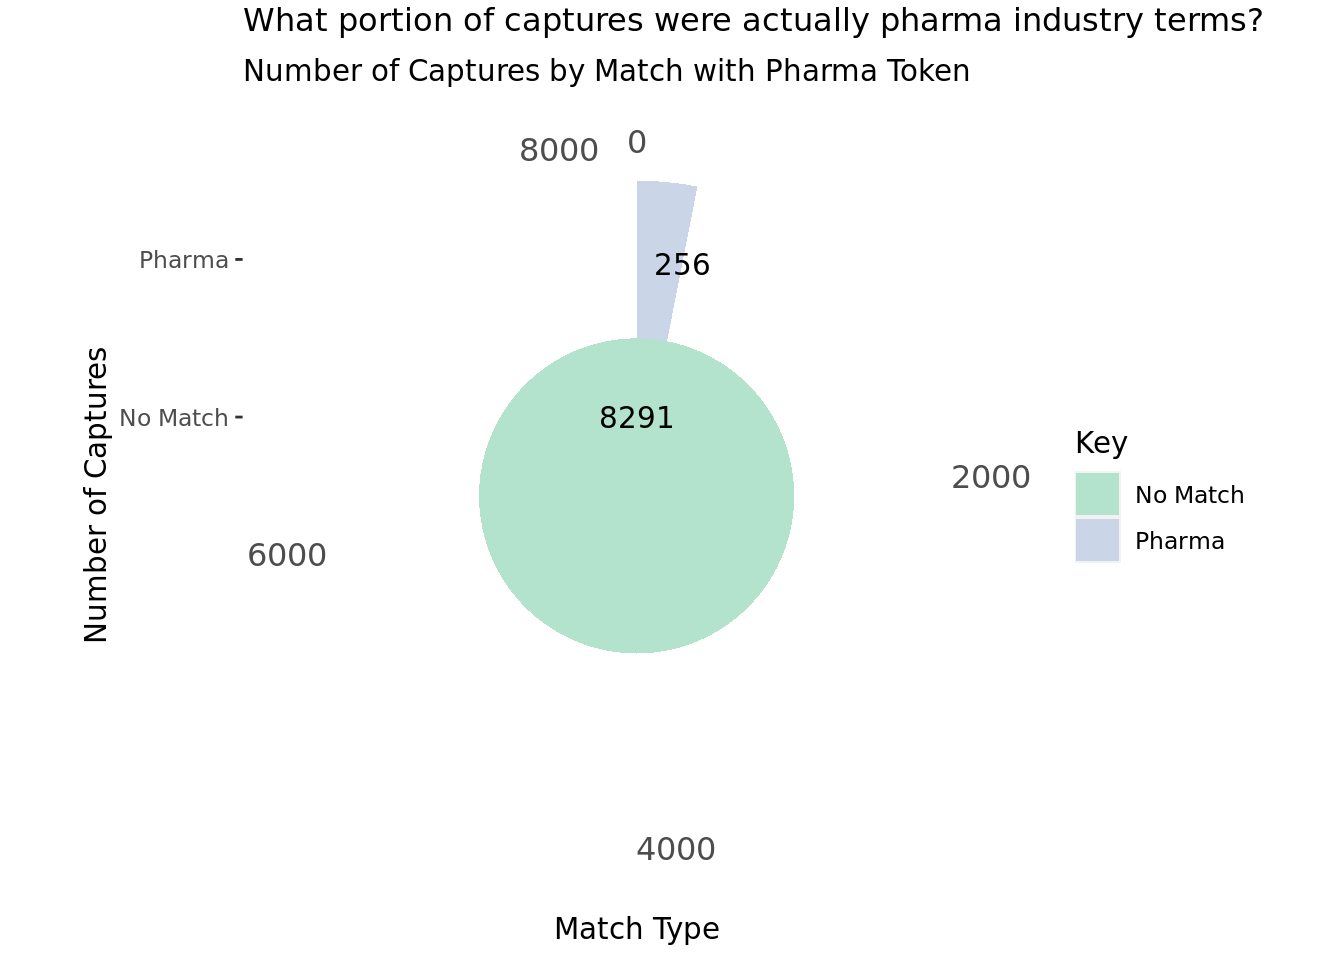 What portion of captures were actually pharma industry terms?
Number of Captures by Match with Pharma Token
8000
0
Pharma
256
No Match
8291
Number of Captures
2000
6000
4000
Match Type
Key
No Match
Pharma